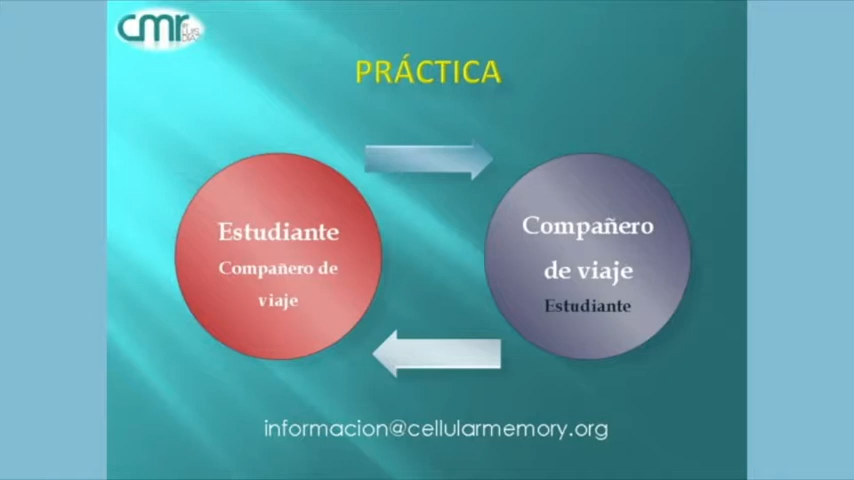 cmr
PRÁCTICA
Estudiante
Compañero de
viaje
Compañero
de viaje
Estudiante
informacion@cellularmemory.org